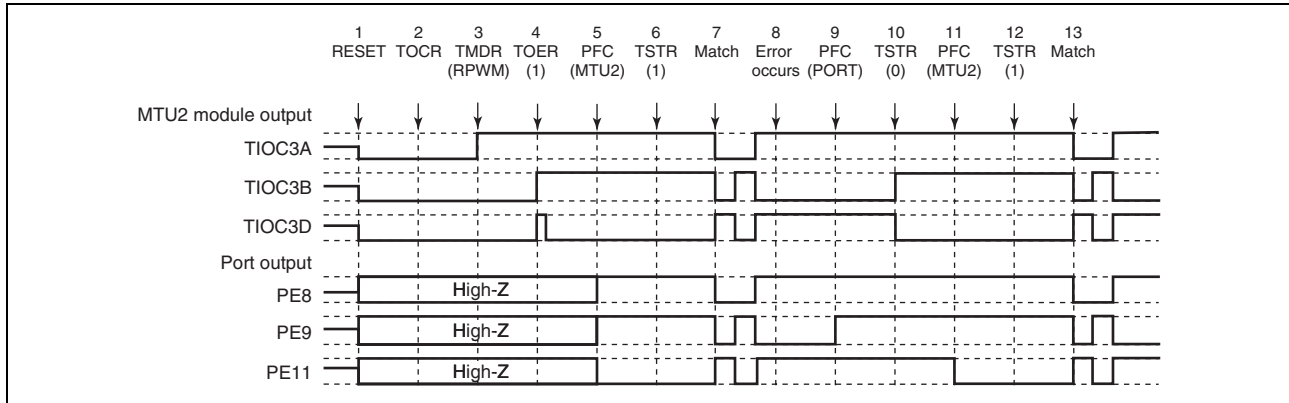 1 2 3 4 5 6 7 8 9 10 11 12 13
RESET TOCR TMDR TOER PFC TSTR Match Error PFC TSTR PFC TSTR Match
(RPWM) (1) (MTU2) (1) occurs (PORT) (0) (MTU2) (1)
MTU2 module output
TIOC3A
TIOC3B
TIOC3D
Port output
PE8 High-Z
PE9 High-Z
PE11 High-Z